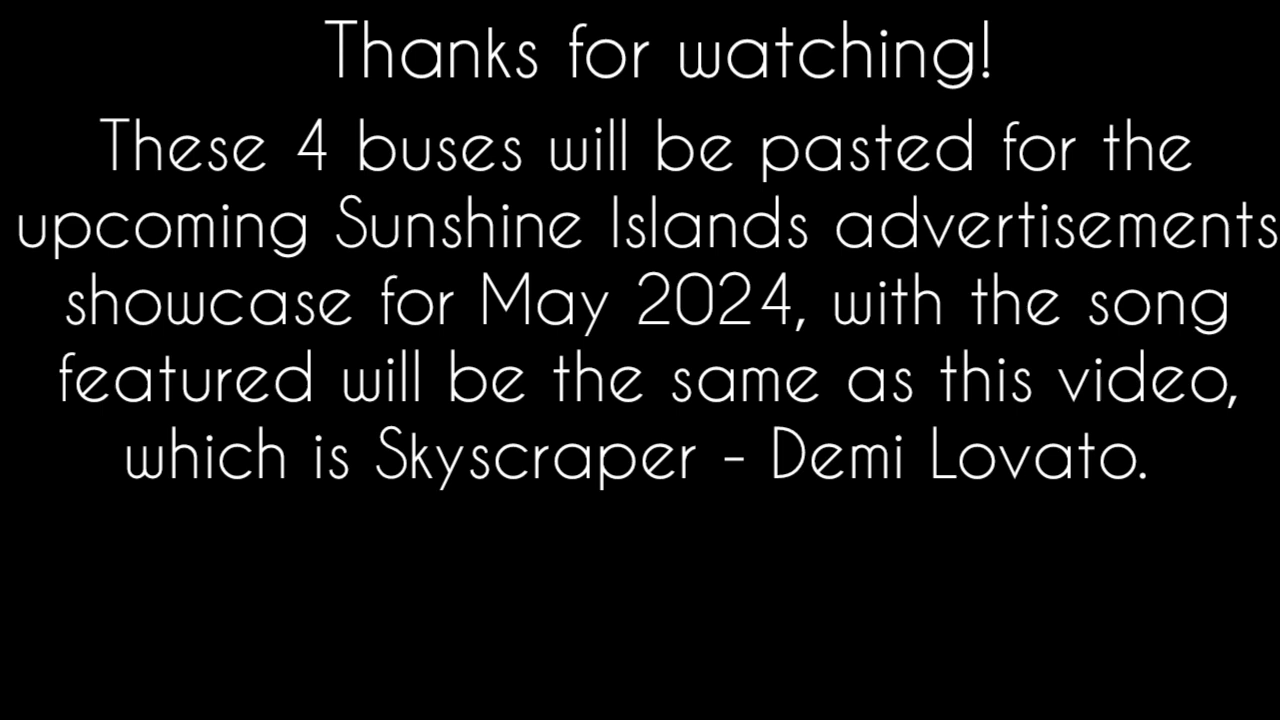 Thanks for watching!
These 4 buses will be pasted for the
upcoming Sunshine Islands advertisements
showcase for May 2024, with the song
featured will be the same as this video,
which is Skyscraper - Demi Lovato.